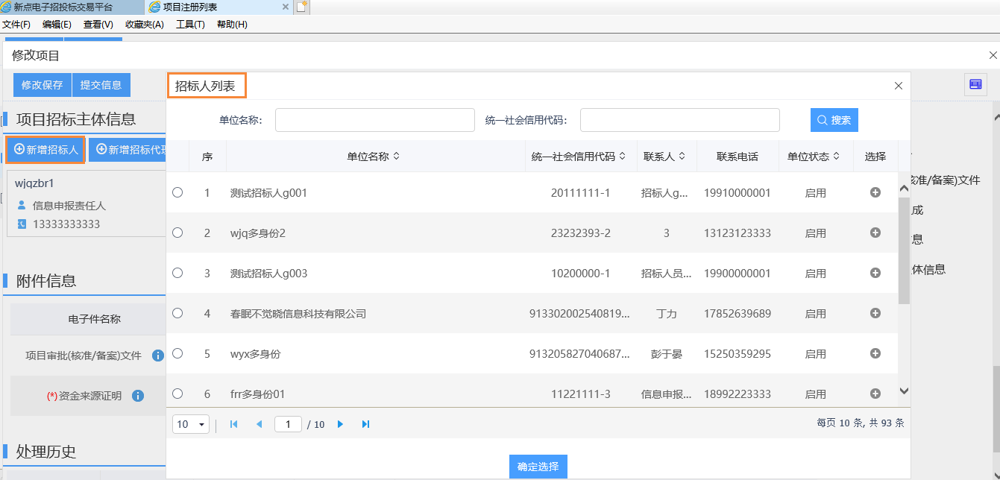 新点电子招投标交易平台
项目注册列表
文件(F) 编辑(E) 查看(V) 收藏夹(A) 工具(T) 帮助(H)
修改项目
修改保存 提交信息
项目招标主体信息
新增招标人 新增招标代理
wjqzbr1
信息申报责任人
13333333333
附件信息
电子件名称
项目审批(核准/备案)文件
(*)资金来源证明
处理历史
招标人列表
单位名称: 统一社会信用代码: 搜索
序 单位名称 统一社会信用代码 联系人 联系电话 单位状态 选择
1 测试招标人g001 20111111-1 招标人g... 19910000001 启用
2 wjq多身份2 23232393-2 3 13123123333 启用
3 测试招标人g003 10200000-1 招标人员... 19900000001 启用
4 春眠不觉晓信息科技有限公司 913302002540819... 丁力 17852639689 启用
5 wyx多身份 913205827040687... 彭于晏 15250359295 启用
6 frr多身份01 11221111-3 信息申报... 18992223333 启用
10 1 / 10 每页 10 条, 共 93 条
确定选择
准/备案)文件
成
息
体信息